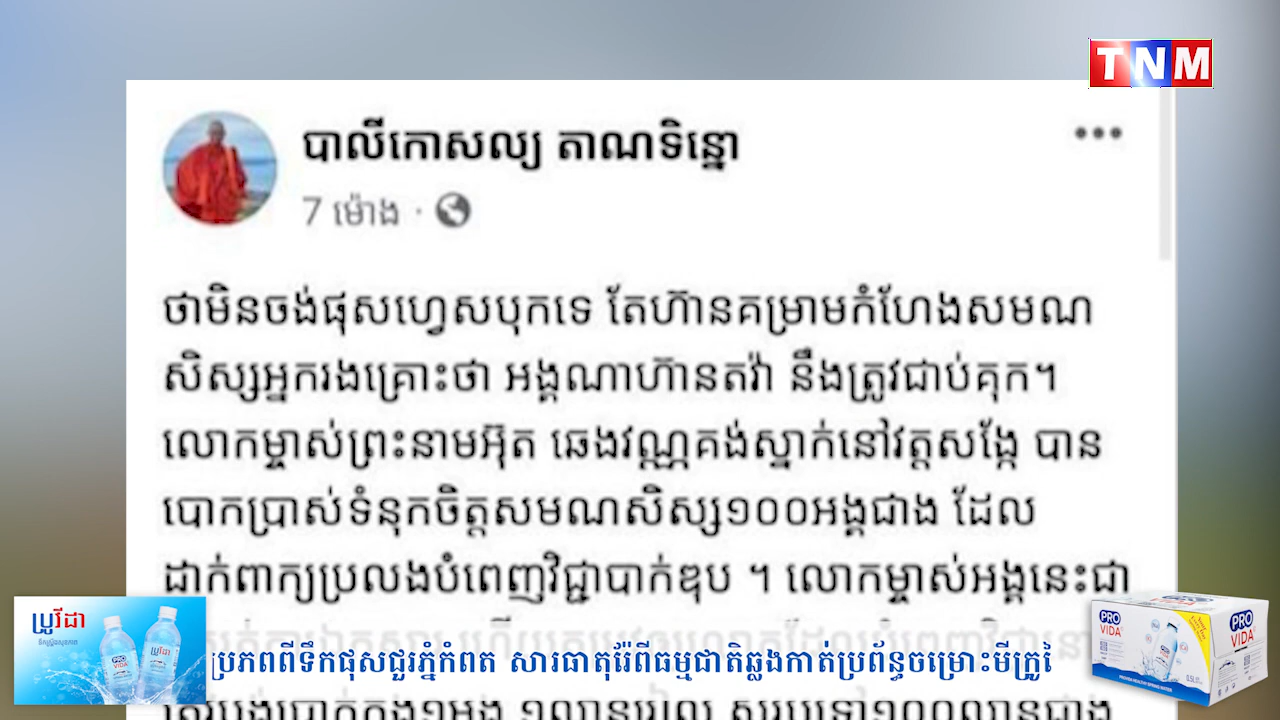 TNM
បាលីកោសល្យ តាណទិន្នោ
7 ម៉ោង ·
ថាមិនចង់ផុសហ្វេសបុកទេ តែហ៊ានគម្រាមកំហែងសមណ
សិស្សអ្នករងគ្រោះថា អង្គណាហ៊ានតវ៉ា នឹងត្រូវជាប់គុក។
លោកម្ចាស់ព្រះនាមអ៊ុត ឆេងវណ្ណគង់ស្នាក់នៅវត្តសង្កែ បាន
បោកប្រាស់ទំនុកចិត្តសមណសិស្ស១០០អង្គជាង ដែល
ដាក់ពាក្យប្រលងបំពេញវិជ្ជាបាក់ឌុប ។ លោកម្ចាស់អង្គនេះជា
ប្រូវីដា
ប្រភពពីទឹកផុសជួរភ្នំកំពត សារធាតុរ៉ែពីធម្មជាតិឆ្លងកាត់ប្រព័ន្ធចម្រោះមីក្រូ
PRO
VIDA
PRO
VIDA